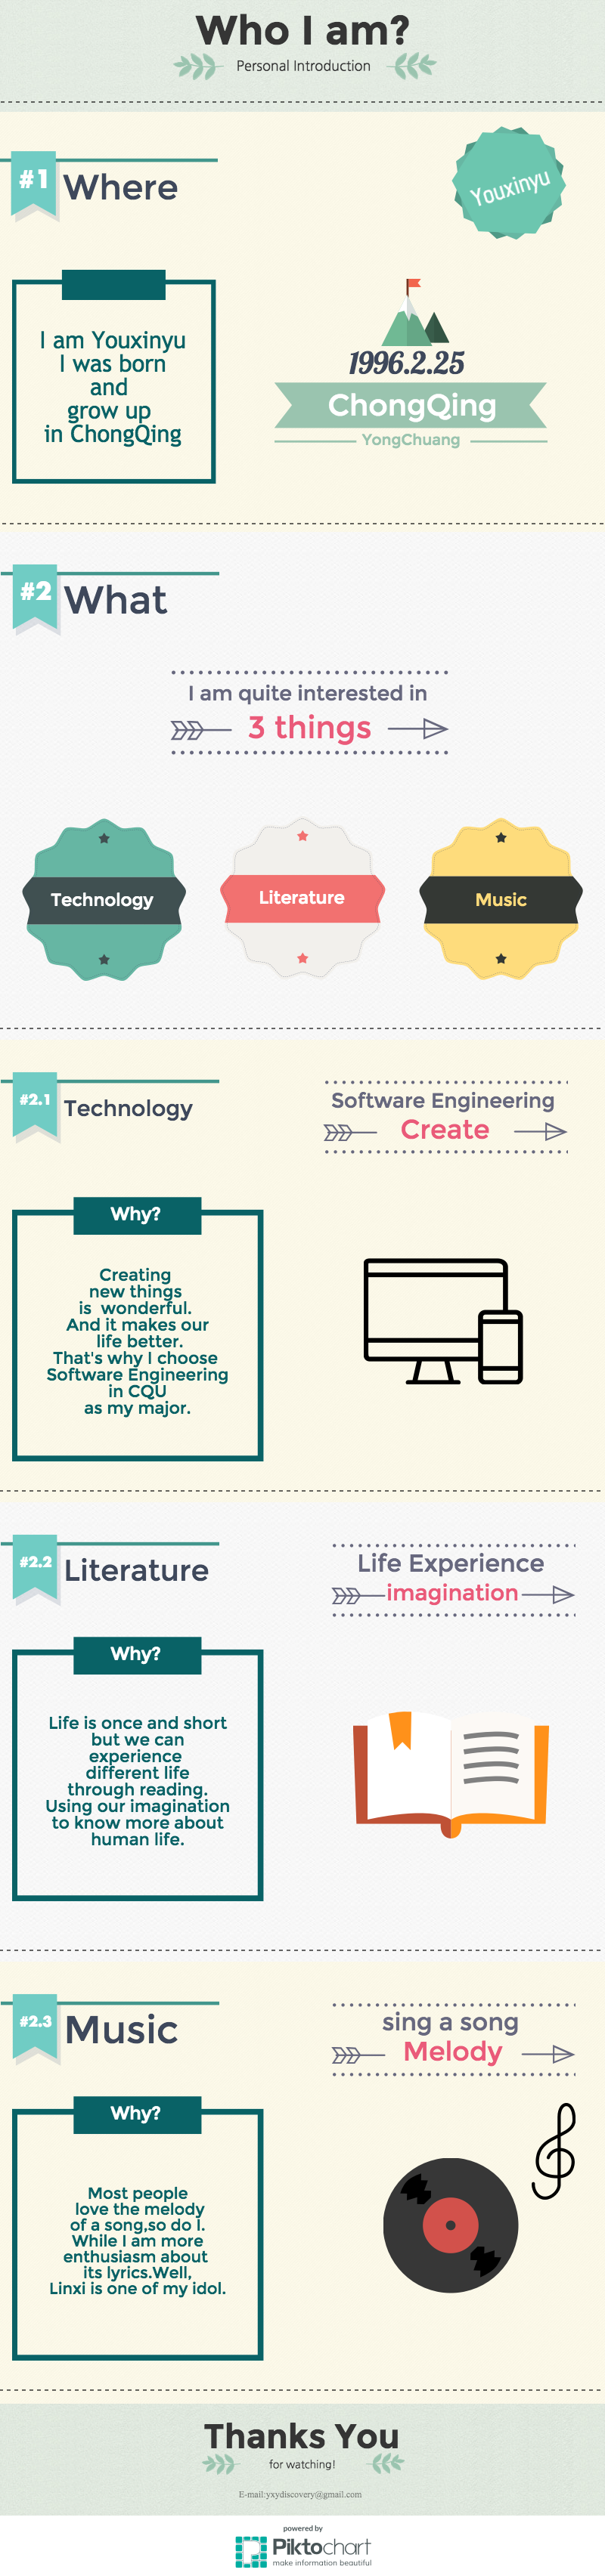 Who I am?
Personal Introduction
#1
Where
Youxinyu
I am Youxinyu
I was born
and
grow up
in ChongQing
1996.2.25
ChongQing
YongChuang
#2
What
I am quite interested in
3 things
Technology
Literature
Music
#2.1
Technology
Software Engineering
Create
Why?
Creating
new things
is wonderful.
And it makes our
life better.
That's why I choose
Software Engineering
in CQU
as my major.
#2.2
Literature
Life Experience
imagination
Why?
Life is once and short
but we can
experience
different life
through reading.
Using our imagination
to know more about
human life.
#2.3
Music
sing a song
Melody
Why?
Most people
love the melody
of a song,so do I.
While I am more
enthusiasm about
its lyrics.Well,
Linxi is one of my idol.
Thanks You
for watching!
E-mail:yxydiscovery@gmail.com
powered by
Piktochart
make information beautiful